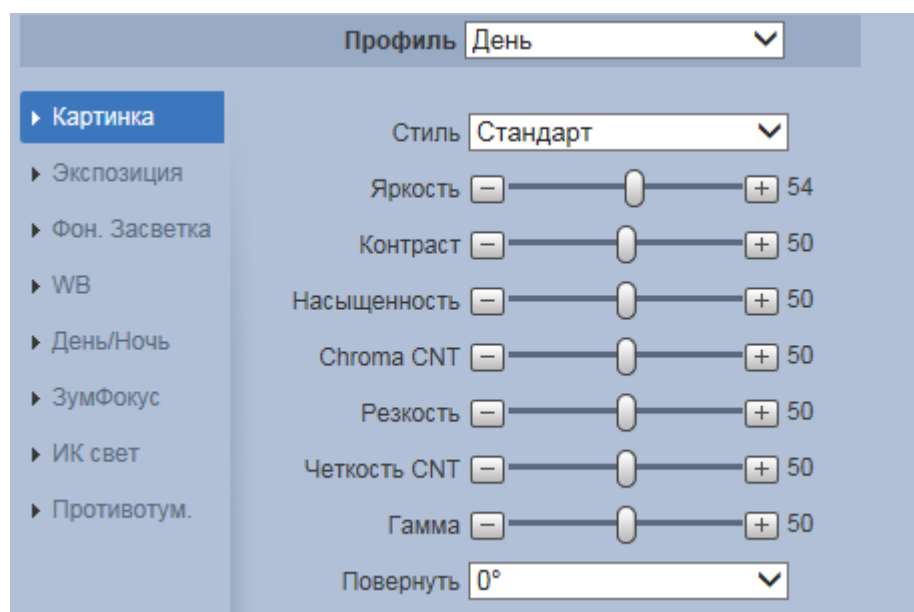 Профиль День
Картинка
Экспозиция
Фон. Засветка
WB
День/Ночь
ЗумФокус
ИК свет
Противотум.
Стиль Стандарт
Яркость 54
Контраст 50
Насыщенность 50
Chroma CNT 50
Резкость 50
Четкость CNT 50
Гамма 50
Повернуть 0°